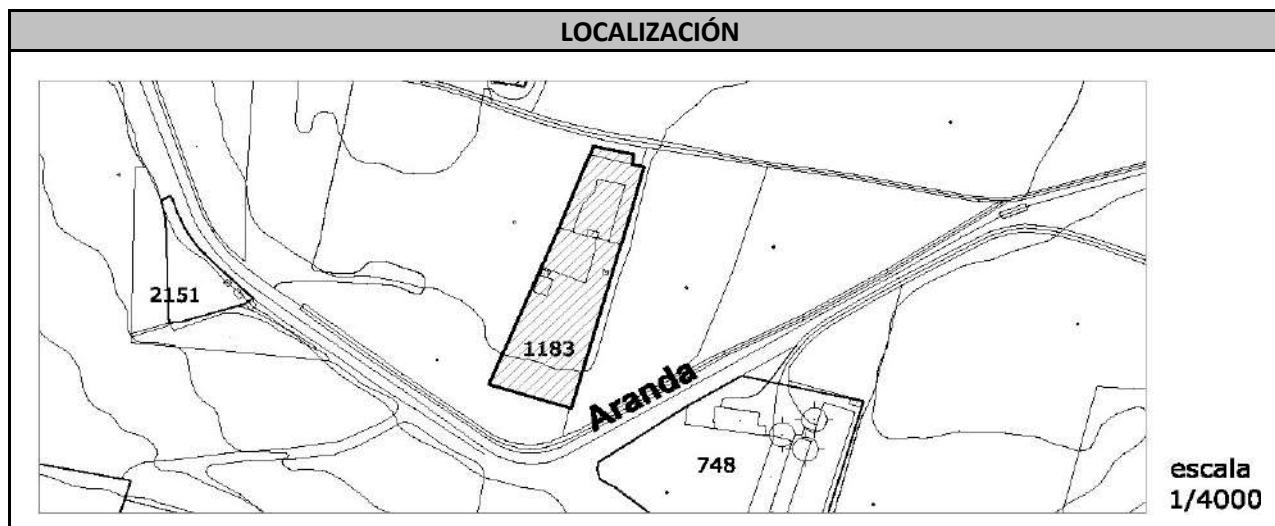 LOCALIZACIÓN
2151
1183
Aranda
748
escala
1/4000